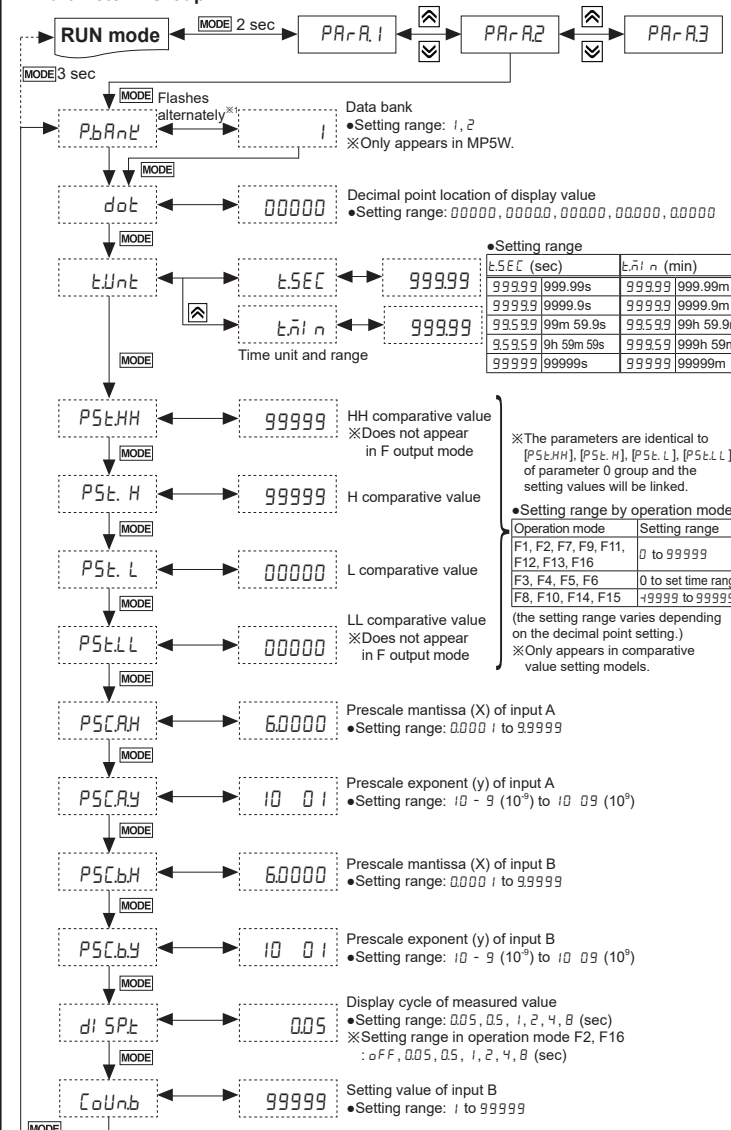 RUN mode
MODE 2 sec
PArA.1
PArA.2
PArA.3
MODE 3 sec
MODE Flashes alternately※1
P.bAnK
1
Data bank
●Setting range: 1, 2
※Only appears in MP5W.
MODE
dot
00000
Decimal point location of display value
●Setting range: 00000, 0000.0, 000.00, 00.000, 0.0000
MODE
t.Unt
t.SEC
999.99
t.MIn
999.99
Time unit and range
●Setting range
t.SEC (sec) t.MIn (min)
999.99 999.99s 999.99 999.99m
9999.9 9999.9s 9999.9 9999.9m
99.59.9 99m 59.9s 99.59.9 99h 59.9m
9.59.59 9h 59m 59s 999.59 999h 59m
99999 99999s 99999 99999m
MODE
PSt.HH
99999
HH comparative value
※Does not appear
in F output mode
MODE
PSt. H
99999
H comparative value
MODE
PSt. L
00000
L comparative value
MODE
PSt.LL
00000
LL comparative value
※Does not appear
in F output mode
※The parameters are identical to
[PSt.HH], [PSt. H], [PSt. L], [PSt.LL]
of parameter 0 group and the
setting values will be linked.
●Setting range by operation mode
Operation mode Setting range
F1, F2, F7, F9, F11,
F12, F13, F16 0 to 99999
F3, F4, F5, F6 0 to set time rang
F8, F10, F14, F15 -19999 to 99999
(the setting range varies depending
on the decimal point setting.)
※Only appears in comparative
value setting models.
MODE
PSC.A.H
6.0000
Prescale mantissa (X) of input A
●Setting range: 0.0001 to 9.9999
MODE
PSC.A.y
10 01
Prescale exponent (y) of input A
●Setting range: 10 - 9 (10⁻⁹) to 10 09 (10⁹)
MODE
PSC.b.H
6.0000
Prescale mantissa (X) of input B
●Setting range: 0.0001 to 9.9999
MODE
PSC.b.y
10 01
Prescale exponent (y) of input B
●Setting range: 10 - 9 (10⁻⁹) to 10 09 (10⁹)
MODE
dISP.t
0.05
Display cycle of measured value
●Setting range: 0.05, 0.5, 1, 2, 4, 8 (sec)
※Setting range in operation mode F2, F16
: oFF, 0.05, 0.5, 1, 2, 4, 8 (sec)
MODE
CoUn.b
99999
Setting value of input B
●Setting range: 1 to 99999
MODE